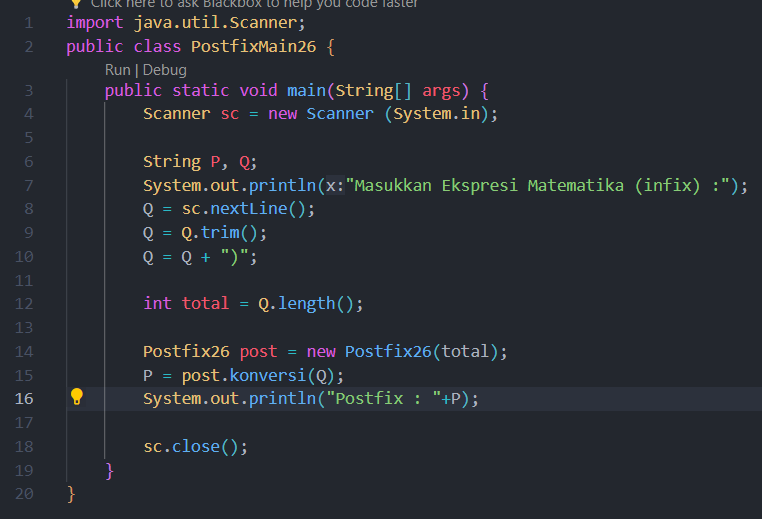 Click here to ask Blackbox to help you code faster
1 import java.util.Scanner;
2 public class PostfixMain26 {
Run | Debug
3 public static void main(String[] args) {
4 Scanner sc = new Scanner (System.in);
5
6 String P, Q;
7 System.out.println(x:"Masukkan Ekspresi Matematika (infix) :");
8 Q = sc.nextLine();
9 Q = Q.trim();
10 Q = Q + ")";
11
12 int total = Q.length();
13
14 Postfix26 post = new Postfix26(total);
15 P = post.konversi(Q);
16 System.out.println("Postfix : "+P);
17
18 sc.close();
19 }
20 }